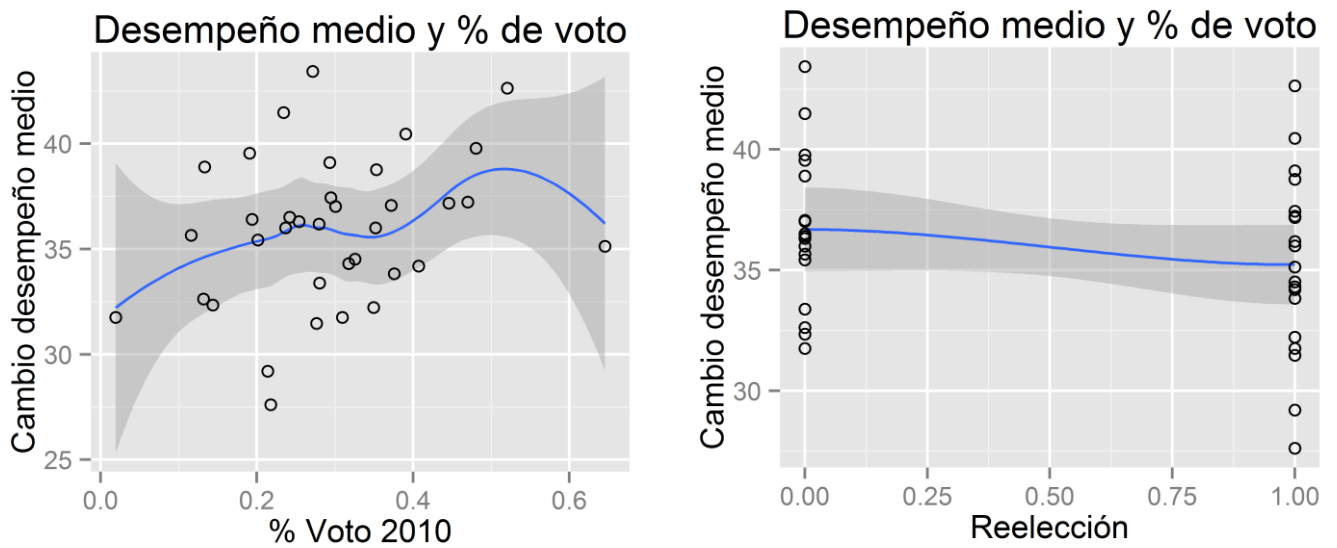 Desempeño medio y % de voto
Cambio desempeño medio
40
35
30
25
0.0 0.2 0.4 0.6
% Voto 2010
Desempeño medio y % de voto
Cambio desempeño medio
40
35
30
0.00 0.25 0.50 0.75 1.00
Reelección